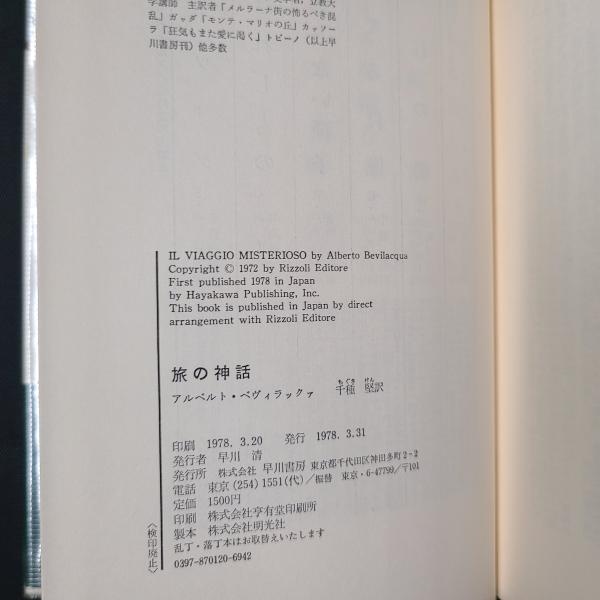 学講師　主訳者『メルラーナ街の怖るべき混
乱』ガッダ『モンテ・マリオの丘』カッソー
ラ『狂気もまた愛に渇く』トビーノ（以上早
川書房刊）他多数
IL VIAGGIO MISTERIOSO by Alberto Bevilacqua
Copyright © 1972 by Rizzoli Editore
First published 1978 in Japan
by Hayakawa Publishing, Inc.
This book is published in Japan by direct
arrangement with Rizzoli Editore
旅の神話
アルベルト・ベヴィラックァ　千種　堅訳
印刷　1978. 3.20　発行　1978. 3.31
発行者　早川　清
発行所　株式会社　早川書房　東京都千代田区神田多町2-2
電話　東京 (254) 1551(代)／振替　東京・6-47799／〒101
定価　1500円
印刷　株式会社亨有堂印刷所
製本　株式会社明光社
乱丁・落丁本はお取替えいたします
0397-870120-6942
〈検印廃止〉